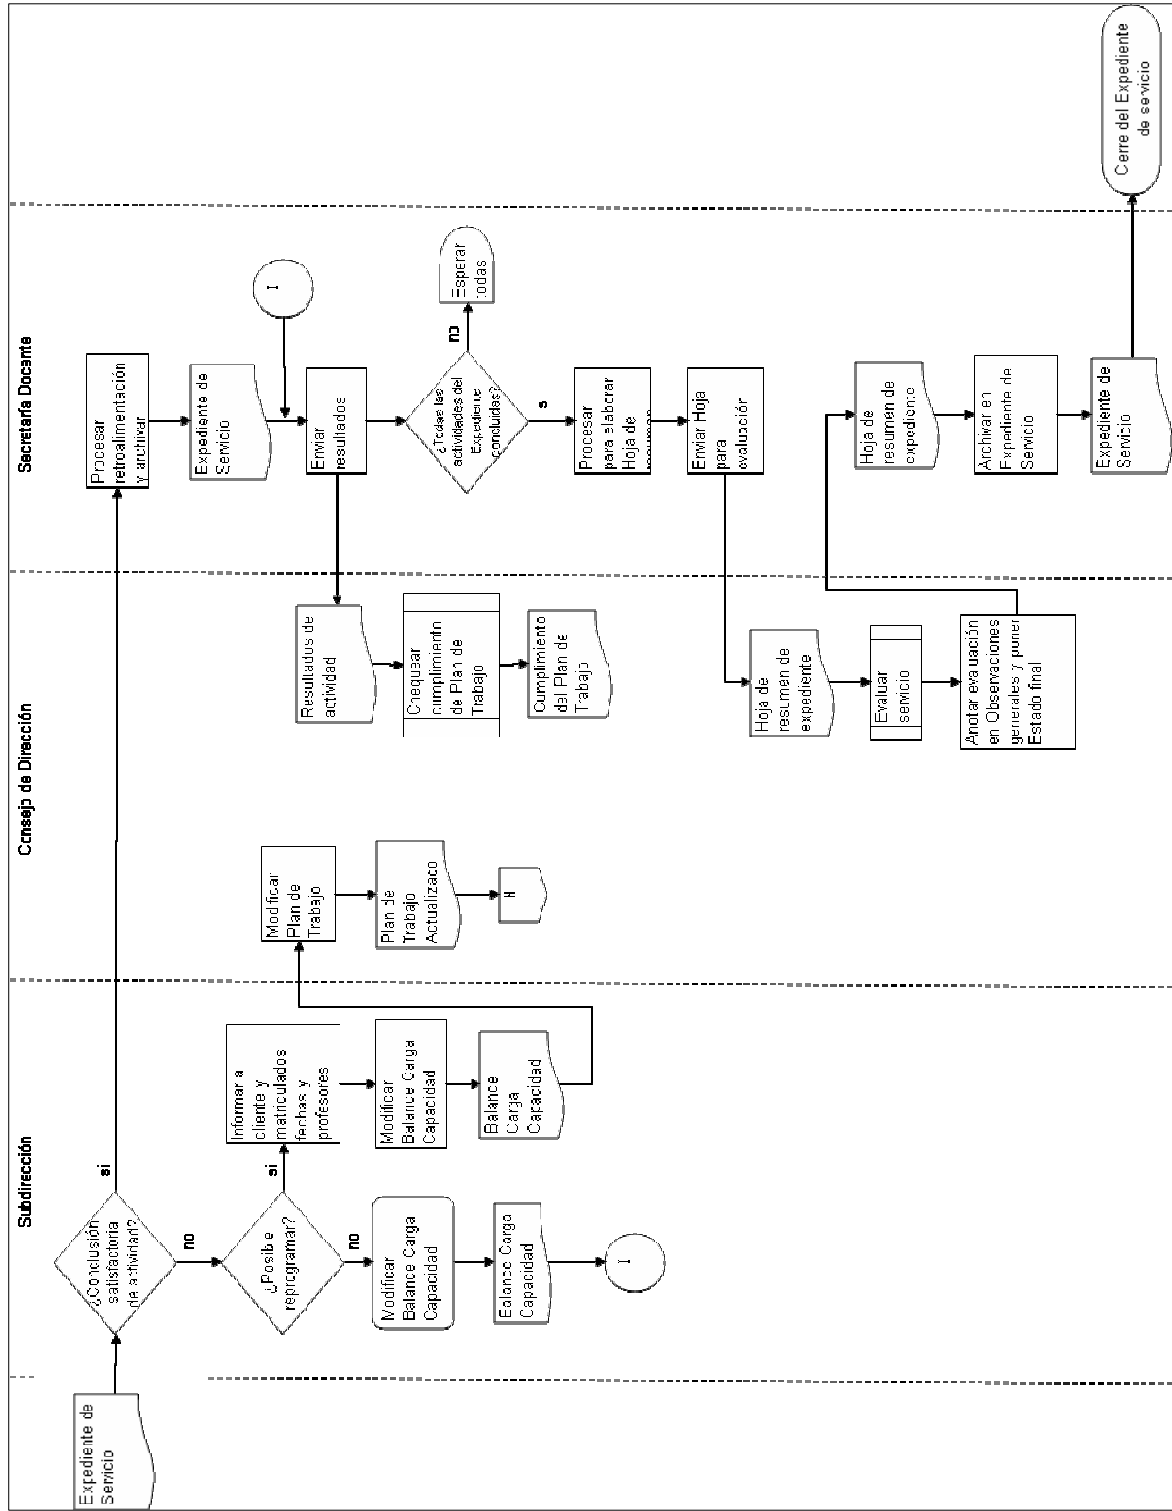 Subdirección
Consejo de Dirección
Secretaría Docente
Expediente de
Servicio
¿Conclusión
satisfactoria
de actividad?
si
no
¿Posible
reprogramar?
si
no
Modificar
Balance Carga
Capacidad
Balance Carga
Capacidad
I
Informar a
cliente y
matriculados
fechas y
profesores
Modificar
Balance Carga
Capacidad
Balance
Carga
Capacidad
Modificar
Plan de
Trabajo
Plan de
Trabajo
Actualizaco
H
Procesar
retroalimentación
y archivar
Expediente de
Servicio
I
Enviar
resultados
Resultados de
actividad
Chequear
cumplimiento
de Plan de
Trabajo
Cumplimiento
del Plan de
Trabajo
¿Todas las
actividades del
Expediente
concluidas?
no
Esperar
todas
s
Procesar
para elaborar
Hoja de
resumen
Enviar Hoja
para
evaluación
Hoja de
resumen de
expediente
Evaluar
servicio
Anotar evaluación
en Observaciones
generales y poner
Estado final
Hoja de
resumen de
expediente
Archivar en
Expediente de
Servicio
Expediente de
Servicio
Cerre del Expediente
de servicio